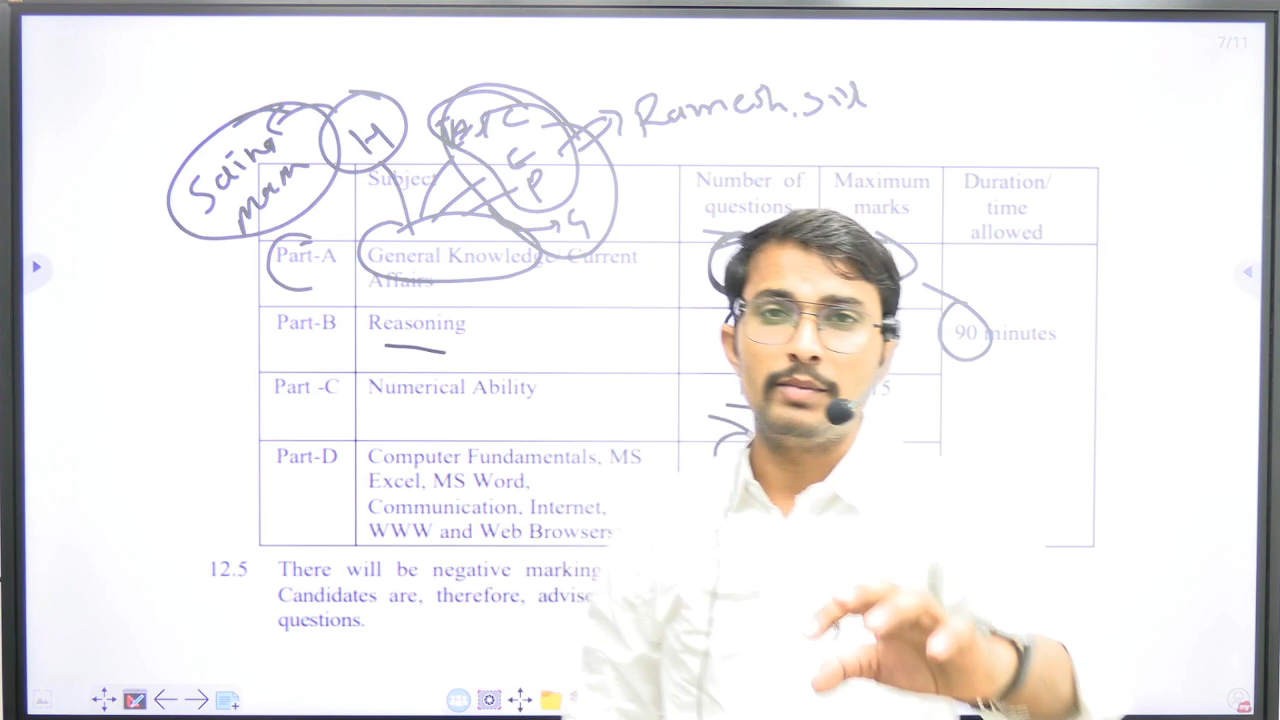 7/11
Ramesh sir
Saina
mam
H
C
E
P
G
Subject
Number of
questions
Maximum
marks
Duration/
time
allowed
Part-A
General Knowledge/ Current
Affairs
Part-B
Reasoning
90 minutes
Part -C
Numerical Ability
Part-D
Computer Fundamentals, MS
Excel, MS Word,
Communication, Internet,
WWW and Web Browsers
12.5 There will be negative marking
Candidates are, therefore,
questions.